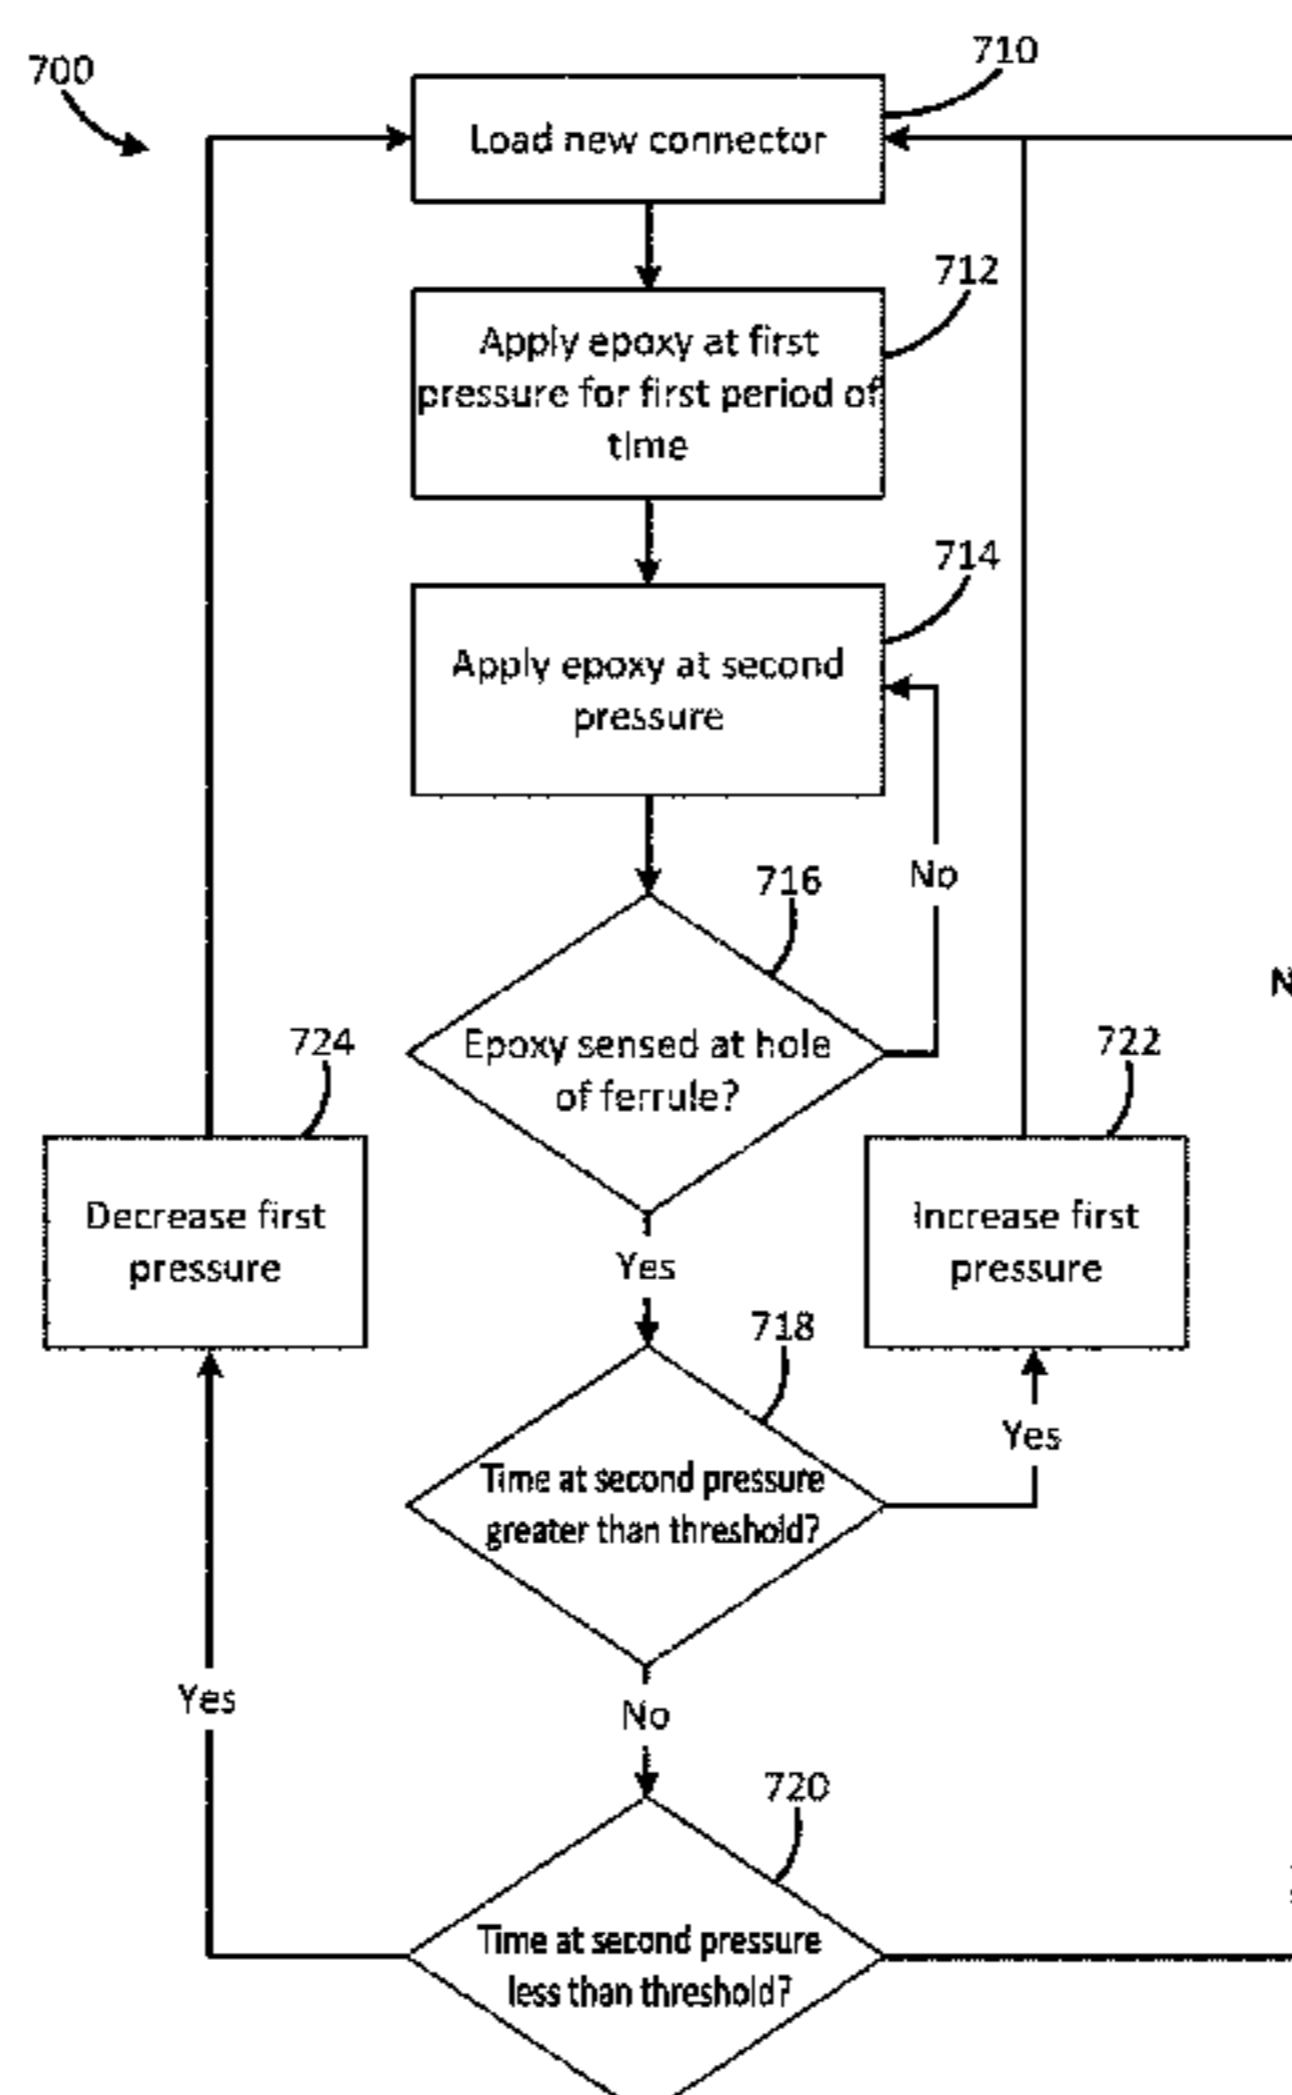 700
710
Load new connector
712
Apply epoxy at first
pressure for first period of
time
714
Apply epoxy at second
pressure
716
No
Epoxy sensed at hole
of ferrule?
724
722
Decrease first
pressure
Increase first
pressure
Yes
718
Time at second pressure
greater than threshold?
Yes
Yes
No
720
Time at second pressure
less than threshold?